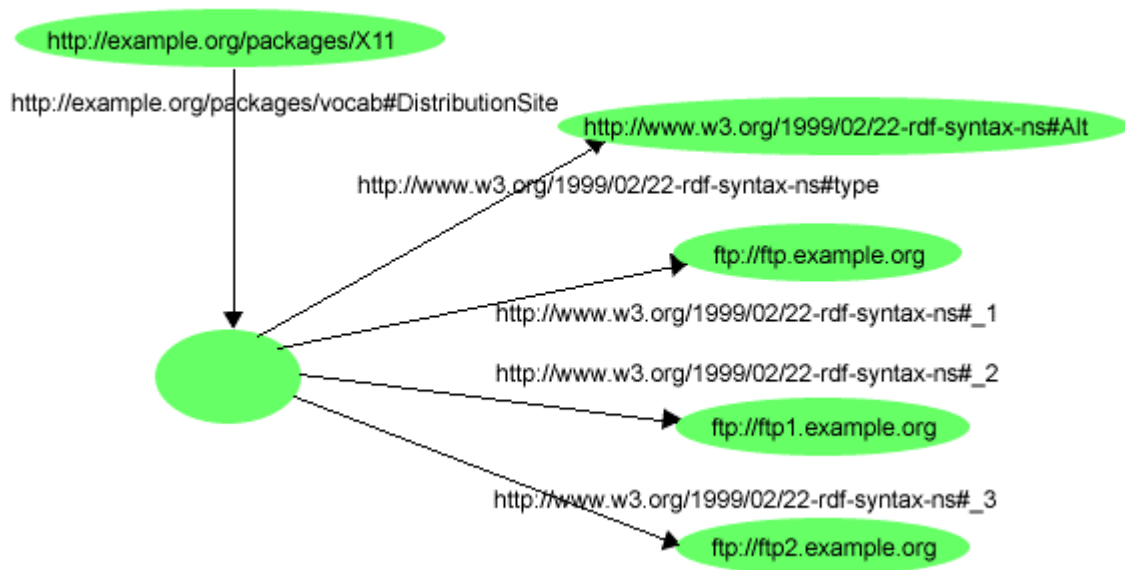 http://example.org/packages/X11
http://example.org/packages/vocab#DistributionSite
http://www.w3.org/1999/02/22-rdf-syntax-ns#Alt
http://www.w3.org/1999/02/22-rdf-syntax-ns#type
ftp://ftp.example.org
http://www.w3.org/1999/02/22-rdf-syntax-ns#_1
http://www.w3.org/1999/02/22-rdf-syntax-ns#_2
ftp://ftp1.example.org
http://www.w3.org/1999/02/22-rdf-syntax-ns#_3
ftp://ftp2.example.org